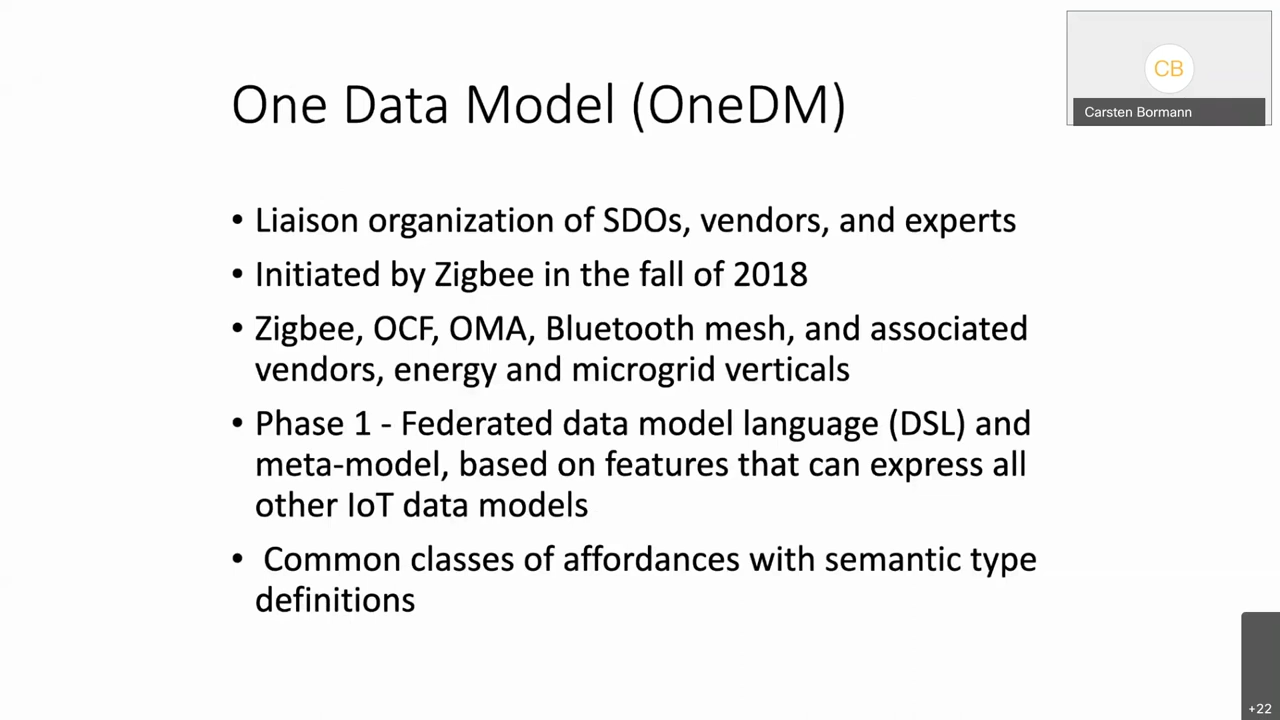 One Data Model (OneDM)
CB
Carsten Bormann
• Liaison organization of SDOs, vendors, and experts
• Initiated by Zigbee in the fall of 2018
• Zigbee, OCF, OMA, Bluetooth mesh, and associated
vendors, energy and microgrid verticals
• Phase 1 - Federated data model language (DSL) and
meta-model, based on features that can express all
other IoT data models
• Common classes of affordances with semantic type
definitions
+22